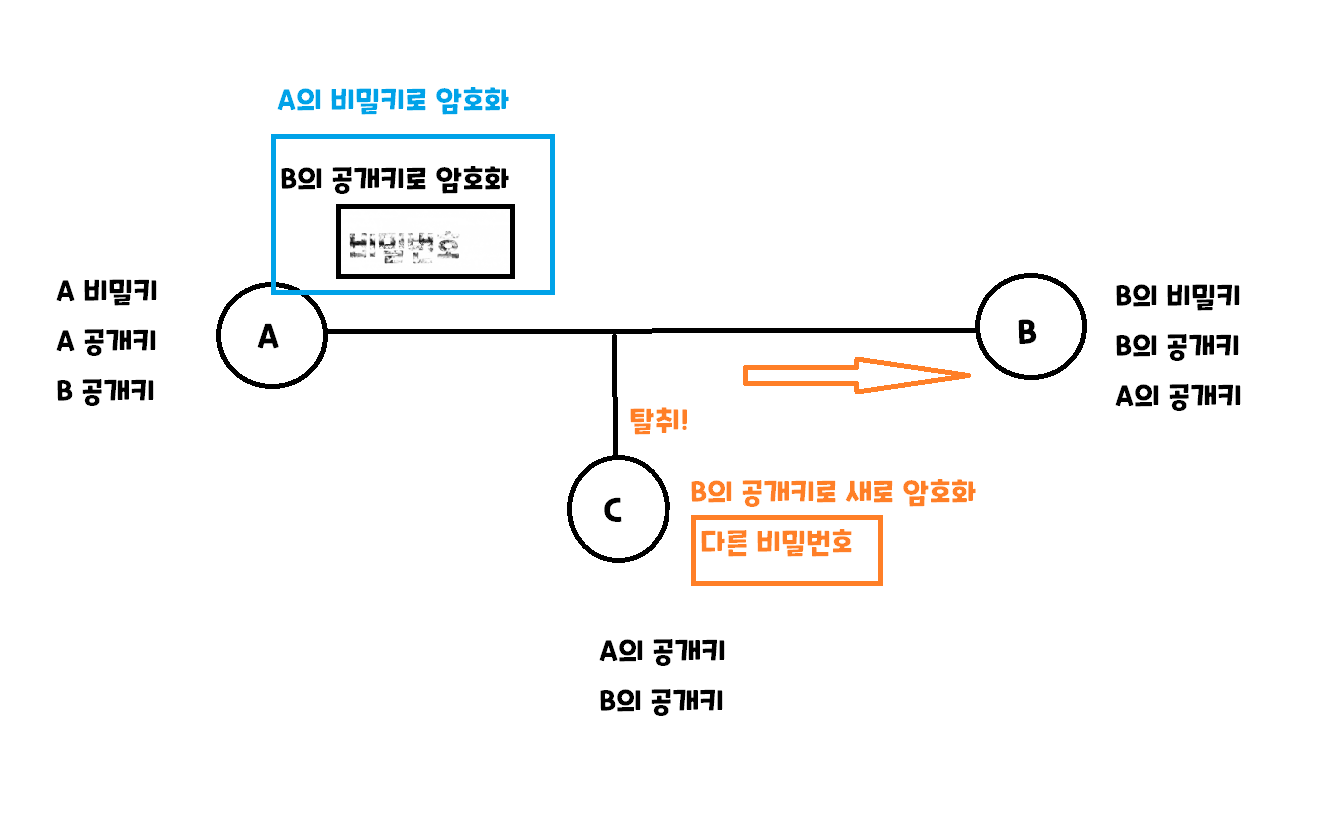 A의 비밀키로 암호화
B의 공개키로 암호화
비밀번호
A 비밀키
A 공개키
B 공개키
A
B
B의 비밀키
B의 공개키
A의 공개키
탈취!
C
B의 공개키로 새로 암호화
다른 비밀번호
A의 공개키
B의 공개키